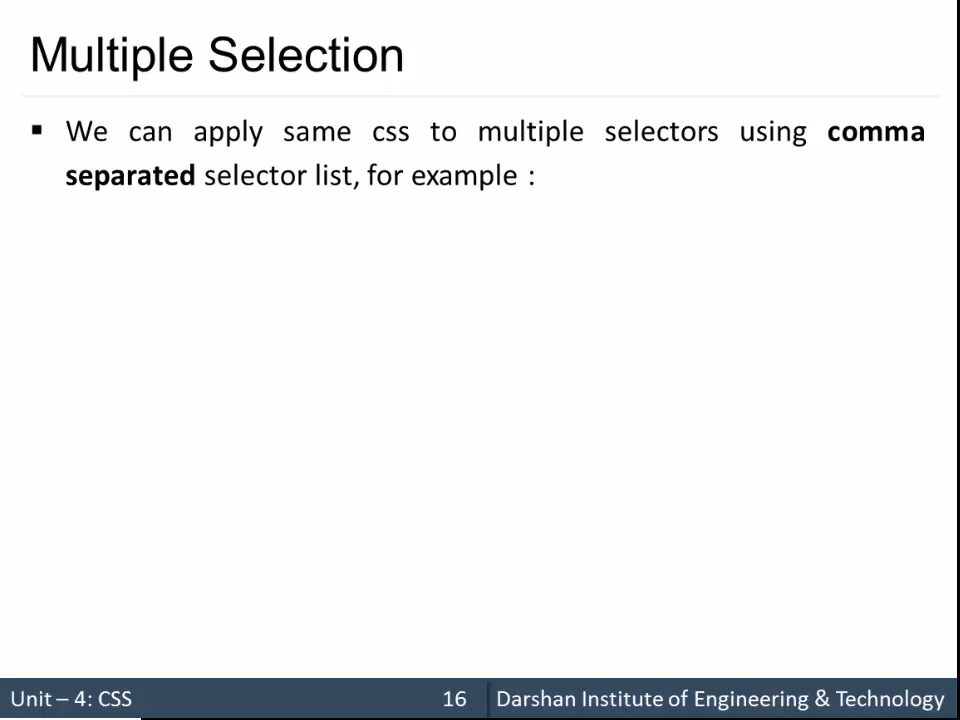 Multiple Selection
▪ We can apply same css to multiple selectors using comma
separated selector list, for example :
Unit – 4: CSS 16 Darshan Institute of Engineering & Technology